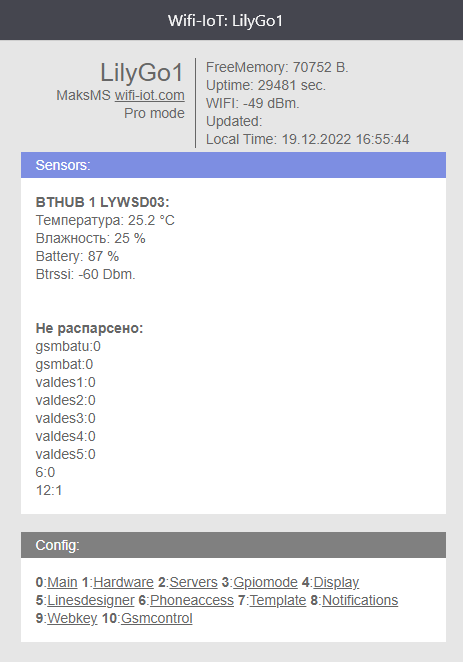 Wifi-IoT: LilyGo1
LilyGo1
MaksMS wifi-iot.com
Pro mode
FreeMemory: 70752 B.
Uptime: 29481 sec.
WIFI: -49 dBm.
Updated:
Local Time: 19.12.2022 16:55:44
Sensors:
BTHUB 1 LYWSD03:
Температура: 25.2 °C
Влажность: 25 %
Battery: 87 %
Btrssi: -60 Dbm.
Не распарсено:
gsmbatu:0
gsmbat:0
valdes1:0
valdes2:0
valdes3:0
valdes4:0
valdes5:0
6:0
12:1
Config:
0:Main 1:Hardware 2:Servers 3:Gpiomode 4:Display
5:Linesdesigner 6:Phoneaccess 7:Template 8:Notifications
9:Webkey 10:Gsmcontrol